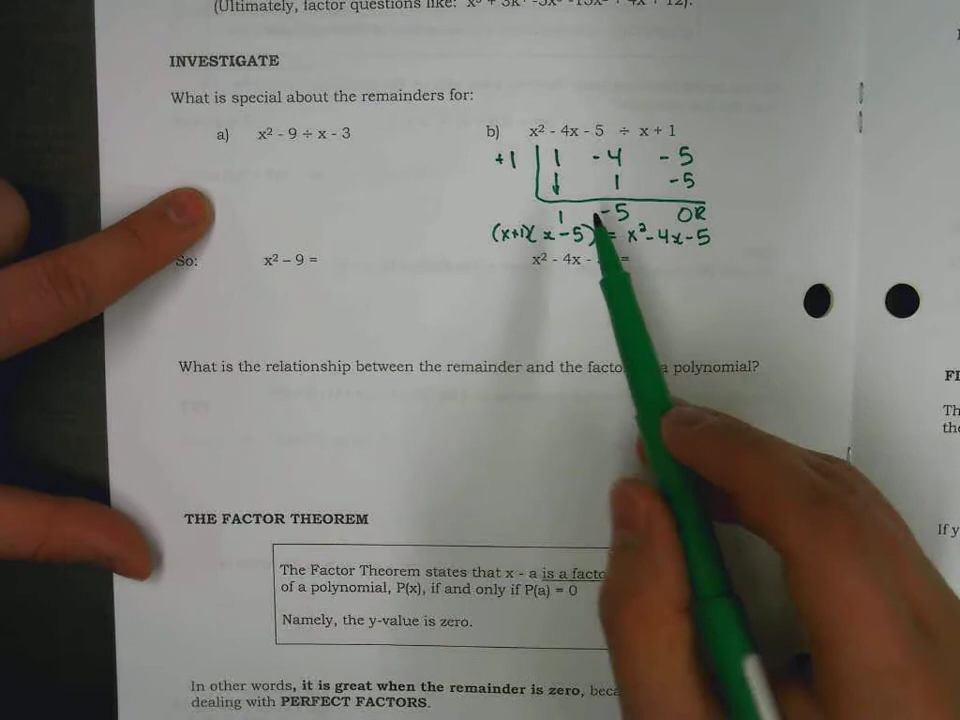 (Ultimately, factor questions like:
INVESTIGATE
What is special about the remainders for:
a) x² - 9 ÷ x - 3
b) x² - 4x - 5 ÷ x + 1
+1 1 -4 -5
↓ 1 -5
1 -5 0R
(x+1)(x-5) = x²-4x-5
So: x² – 9 =
x² - 4x - =
What is the relationship between the remainder and the facto a polynomial?
THE FACTOR THEOREM
The Factor Theorem states that x - a is a facto
of a polynomial, P(x), if and only if P(a) = 0
Namely, the y-value is zero.
In other words, it is great when the remainder is zero, beca
dealing with PERFECT FACTORS.
FI
Th
the
If y